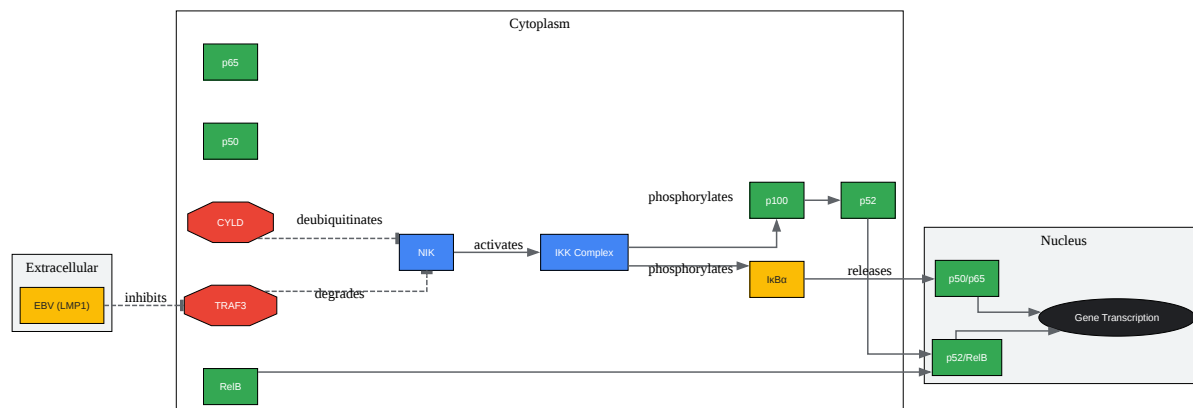 Cytoplasm
p65
p50
CYLD
deubiquitinates
phosphorylates
p100
p52
NIK
activates
IKK Complex
phosphorylates
IκBα
releases
Nucleus
p50/p65
Gene Transcription
p52/RelB
Extracellular
EBV (LMP1)
inhibits
TRAF3
degrades
RelB